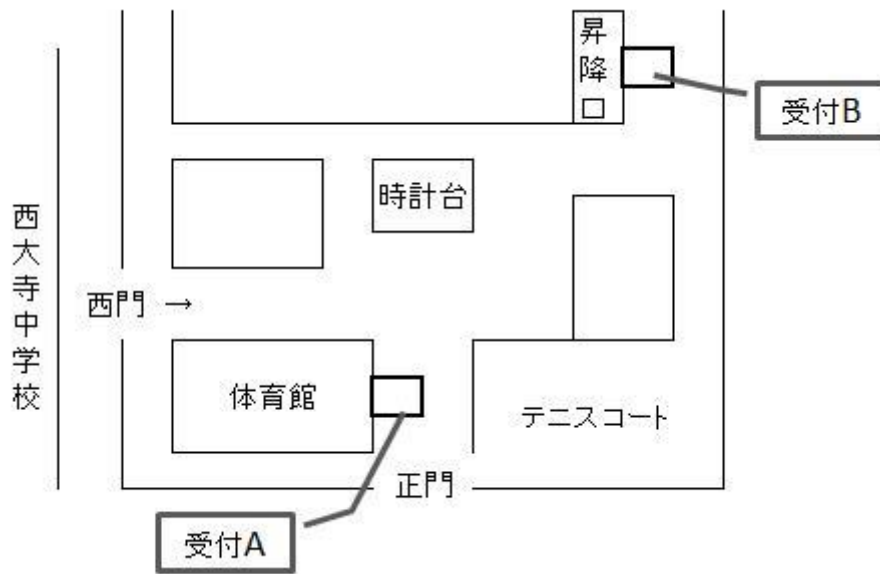 昇降口
受付B
時計台
西大寺中学校
西門 →
体育館
テニスコート
正門
受付A